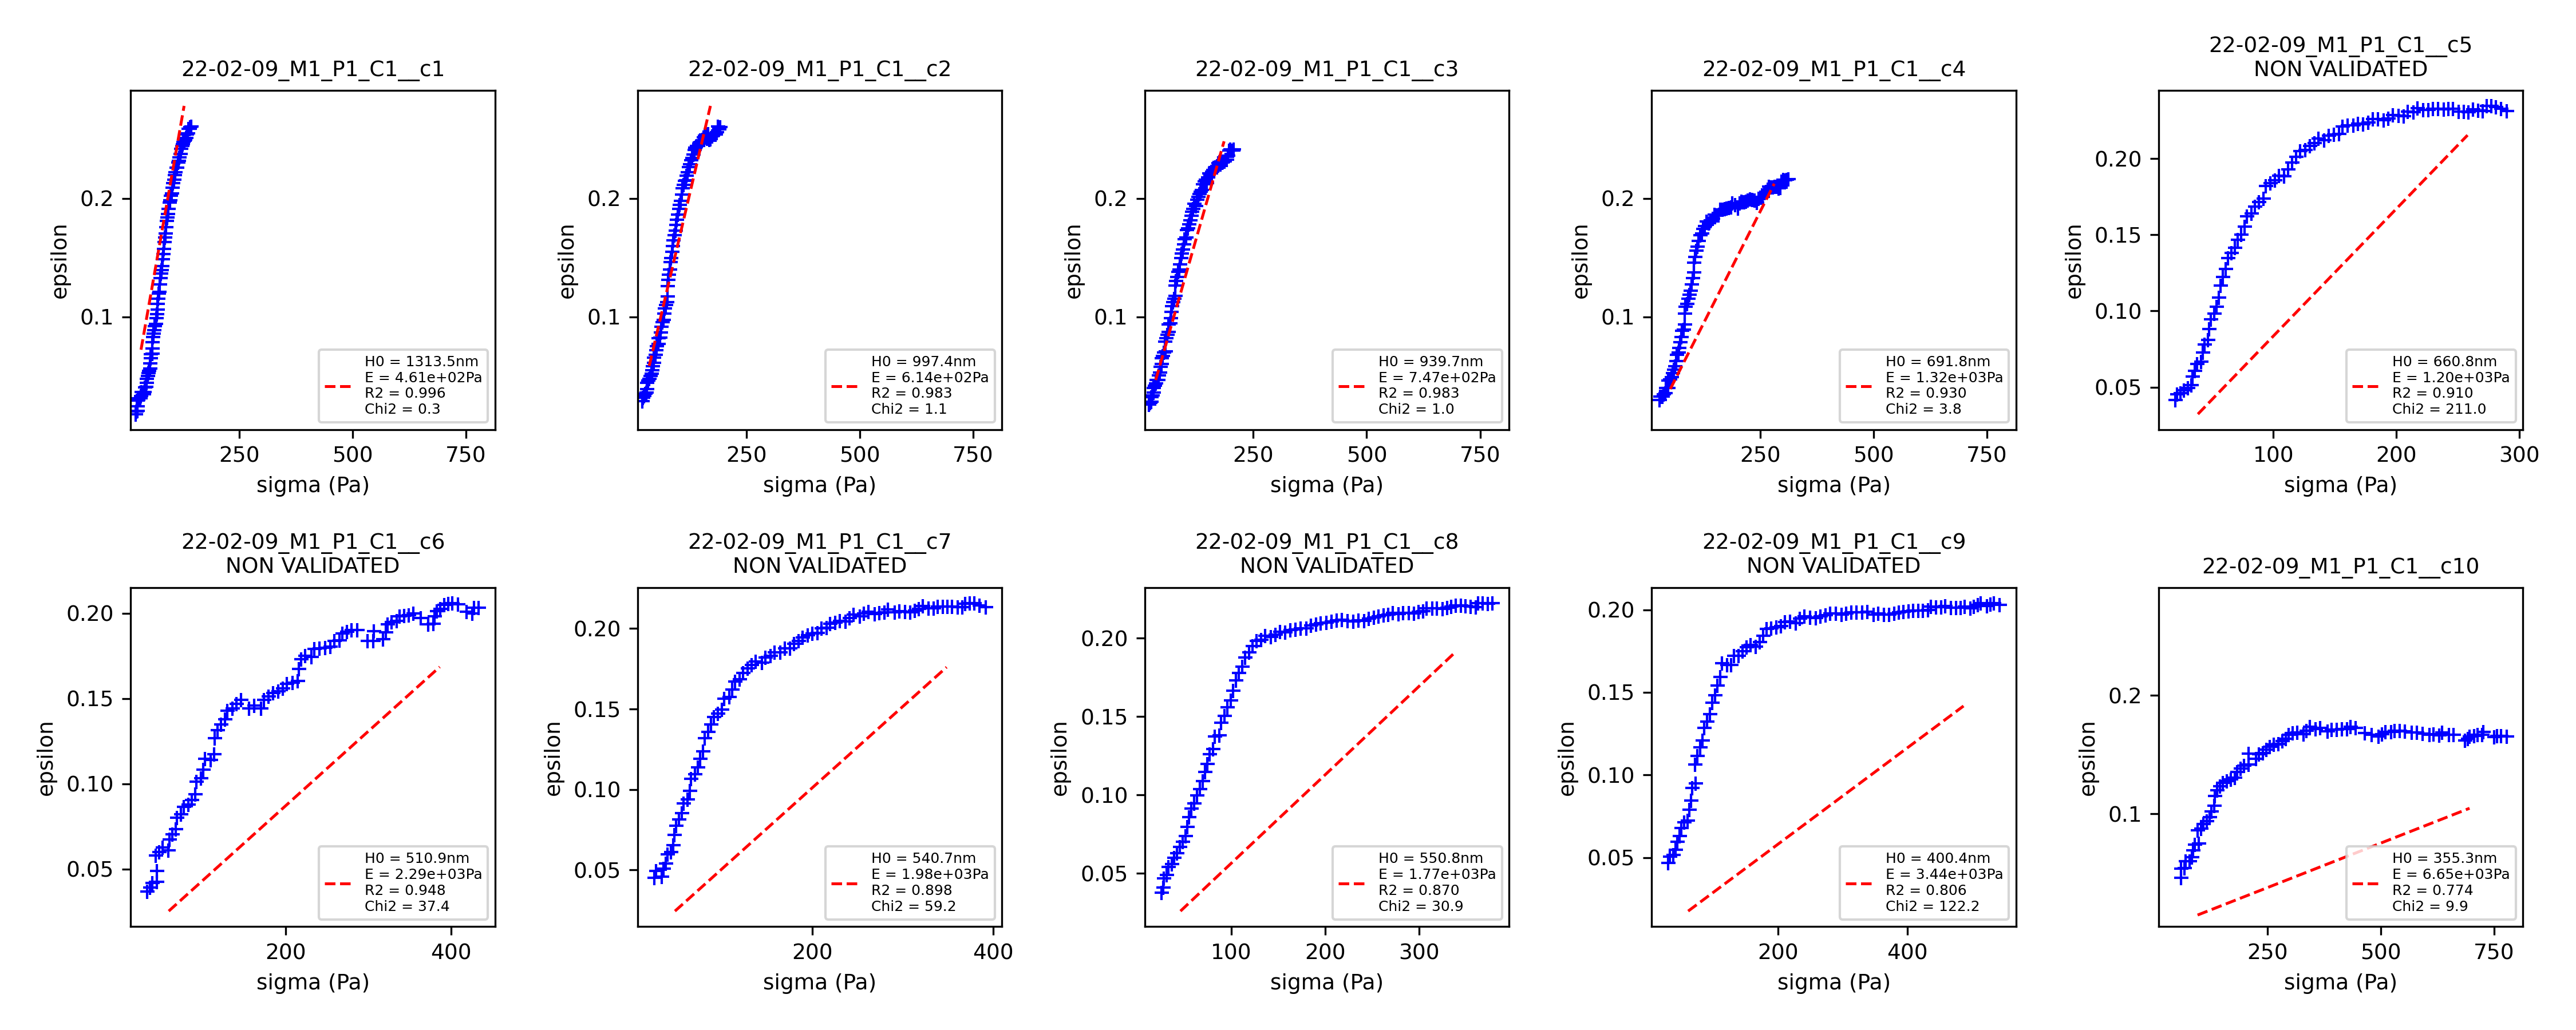 22-02-09_M1_P1_C1__c1
epsilon
0.2
0.1
250 500 750
sigma (Pa)
H0 = 1313.5nm
E = 4.61e+02Pa
R2 = 0.996
Chi2 = 0.3
22-02-09_M1_P1_C1__c2
epsilon
0.2
0.1
250 500 750
sigma (Pa)
H0 = 997.4nm
E = 6.14e+02Pa
R2 = 0.983
Chi2 = 1.1
22-02-09_M1_P1_C1__c3
epsilon
0.2
0.1
250 500 750
sigma (Pa)
H0 = 939.7nm
E = 7.47e+02Pa
R2 = 0.983
Chi2 = 1.0
22-02-09_M1_P1_C1__c4
epsilon
0.2
0.1
250 500 750
sigma (Pa)
H0 = 691.8nm
E = 1.32e+03Pa
R2 = 0.930
Chi2 = 3.8
22-02-09_M1_P1_C1__c5
NON VALIDATED
epsilon
0.20
0.15
0.10
0.05
100 200 300
sigma (Pa)
H0 = 660.8nm
E = 1.20e+03Pa
R2 = 0.910
Chi2 = 211.0
22-02-09_M1_P1_C1__c6
NON VALIDATED
epsilon
0.20
0.15
0.10
0.05
200 400
sigma (Pa)
H0 = 510.9nm
E = 2.29e+03Pa
R2 = 0.948
Chi2 = 37.4
22-02-09_M1_P1_C1__c7
NON VALIDATED
epsilon
0.20
0.15
0.10
0.05
200 400
sigma (Pa)
H0 = 540.7nm
E = 1.98e+03Pa
R2 = 0.898
Chi2 = 59.2
22-02-09_M1_P1_C1__c8
NON VALIDATED
epsilon
0.20
0.15
0.10
0.05
100 200 300
sigma (Pa)
H0 = 550.8nm
E = 1.77e+03Pa
R2 = 0.870
Chi2 = 30.9
22-02-09_M1_P1_C1__c9
NON VALIDATED
epsilon
0.20
0.15
0.10
0.05
200 400
sigma (Pa)
H0 = 400.4nm
E = 3.44e+03Pa
R2 = 0.806
Chi2 = 122.2
22-02-09_M1_P1_C1__c10
epsilon
0.2
0.1
250 500 750
sigma (Pa)
H0 = 355.3nm
E = 6.65e+03Pa
R2 = 0.774
Chi2 = 9.9